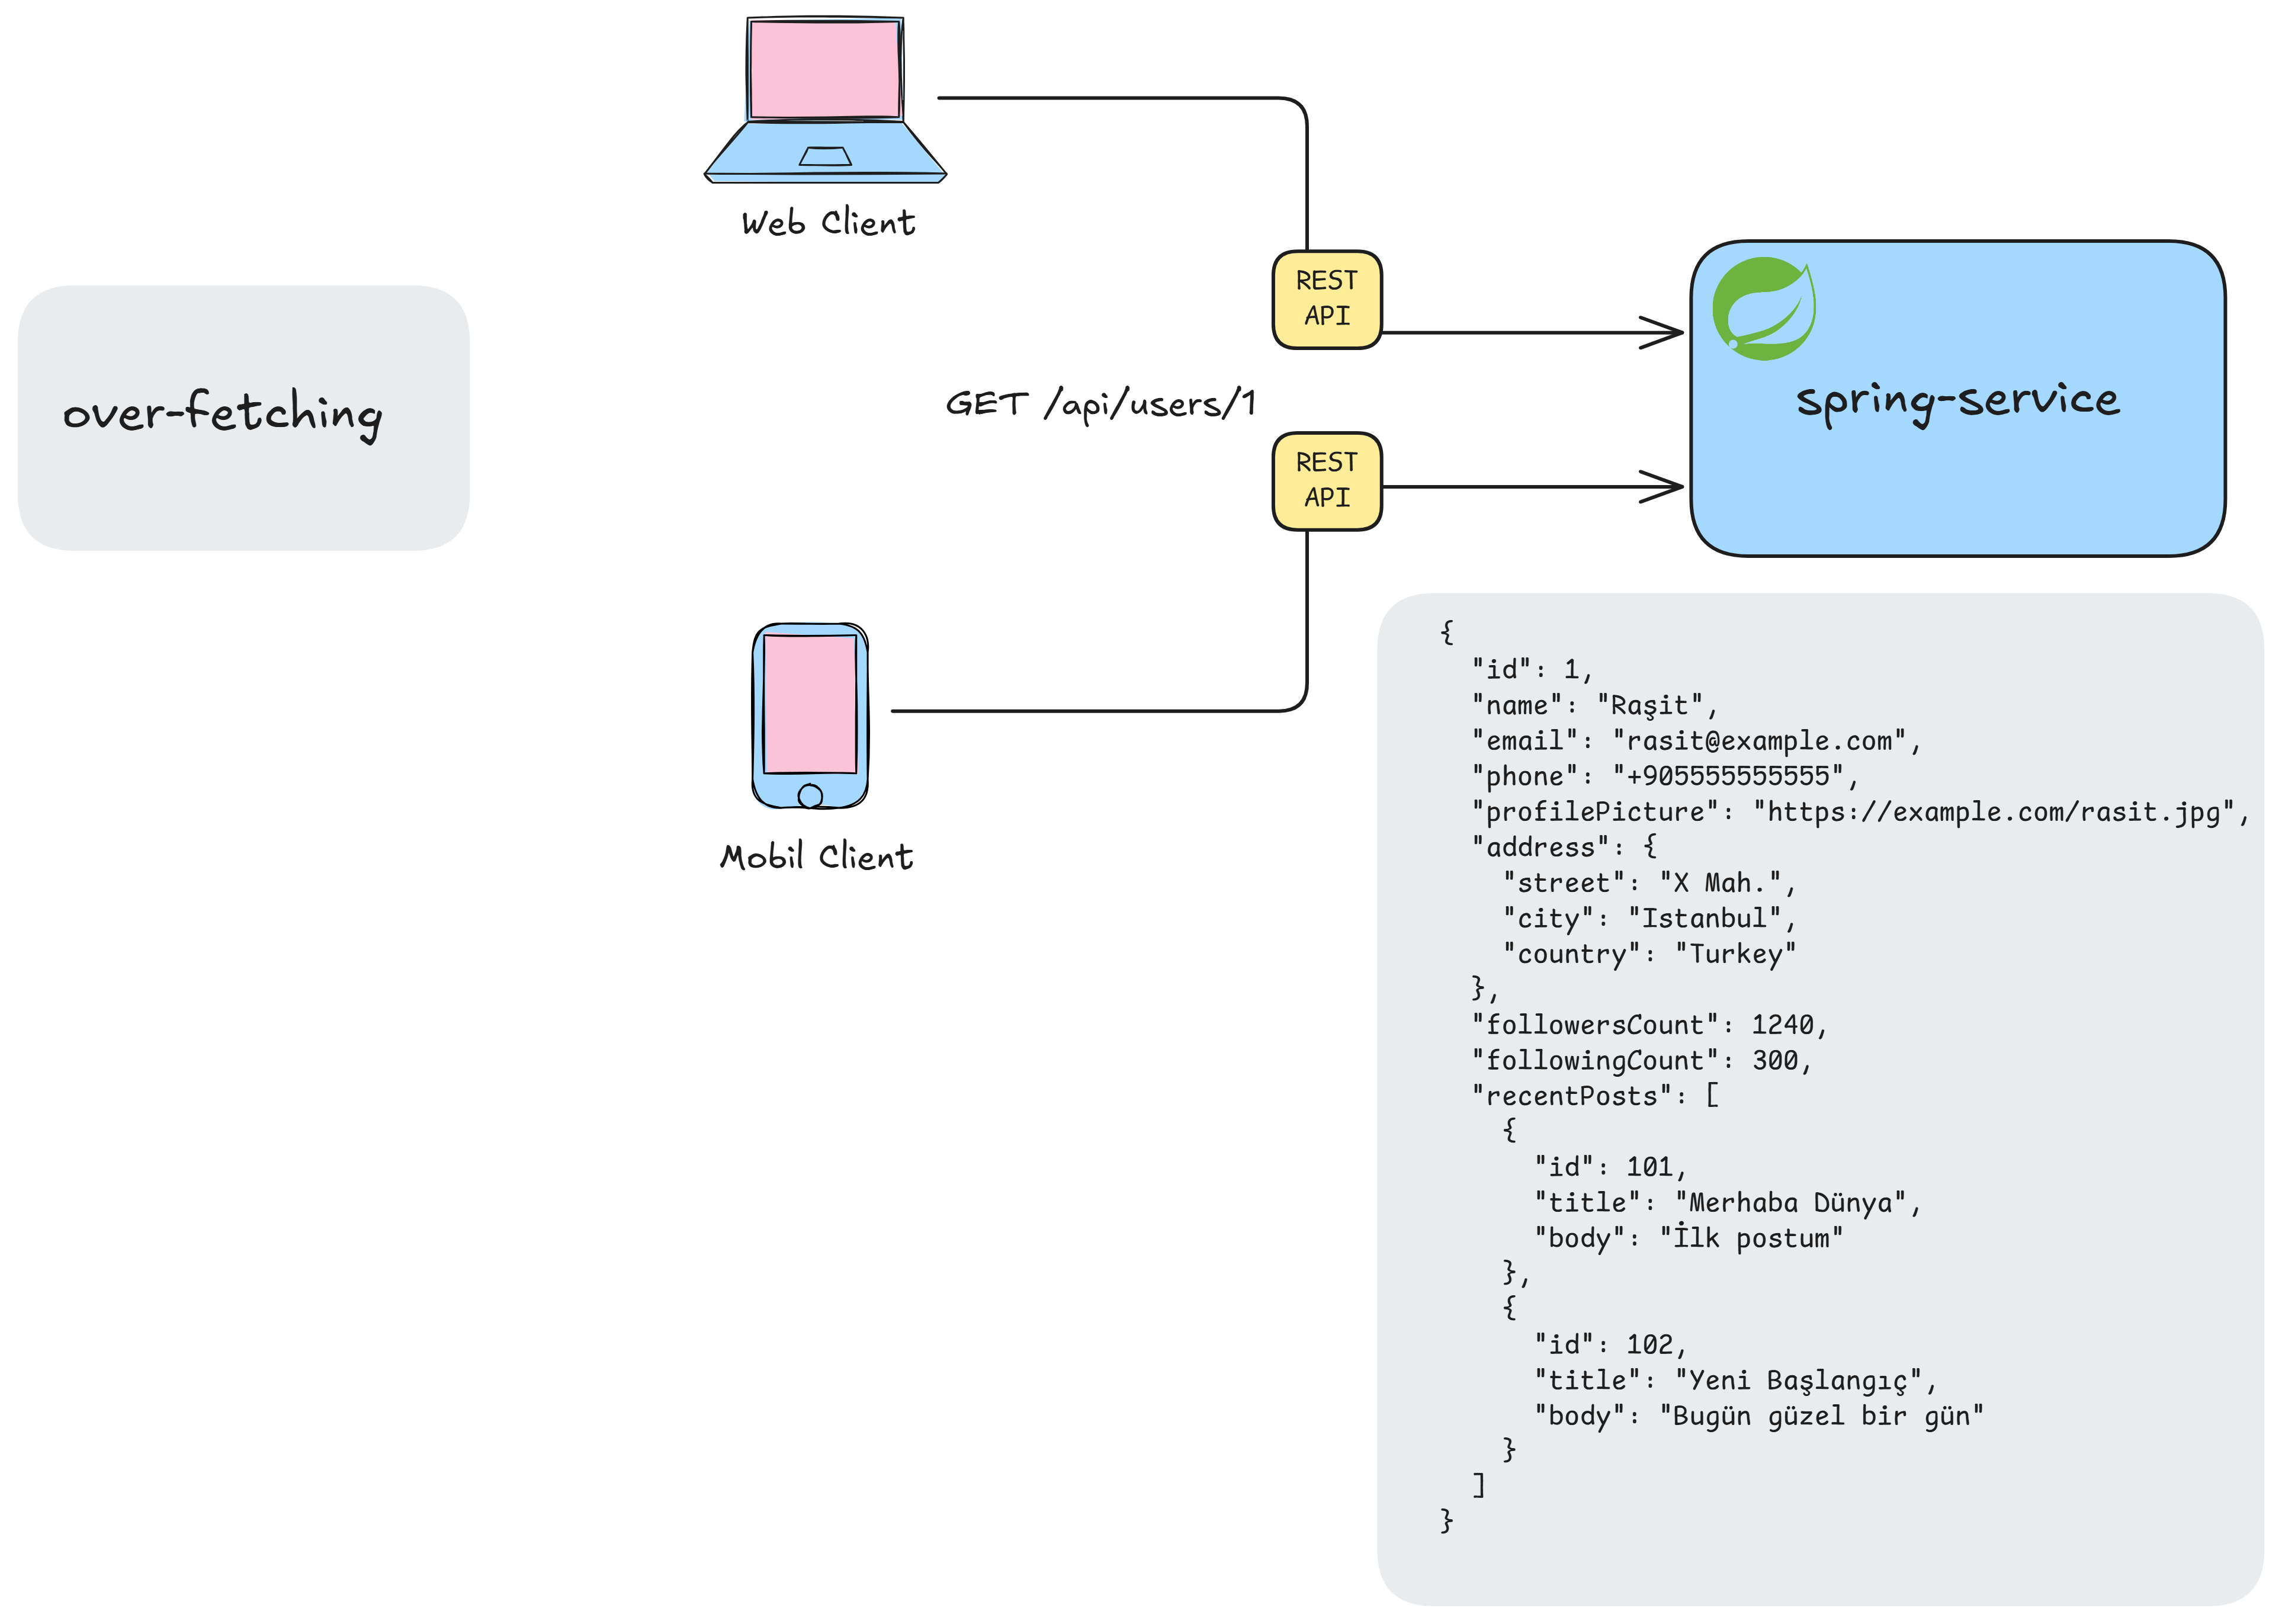 Web Client
REST
API
over-fetching
GET /api/users/1
spring-service
REST
API
Mobil Client
{
"id": 1,
"name": "Raşit",
"email": "rasit@example.com",
"phone": "+905555555555",
"profilePicture": "https://example.com/rasit.jpg",
"address": {
"street": "X Mah.",
"city": "Istanbul",
"country": "Turkey"
},
"followersCount": 1240,
"followingCount": 300,
"recentPosts": [
{
"id": 101,
"title": "Merhaba Dünya",
"body": "İlk postum"
},
{
"id": 102,
"title": "Yeni Başlangıç",
"body": "Bugün güzel bir gün"
}
]
}